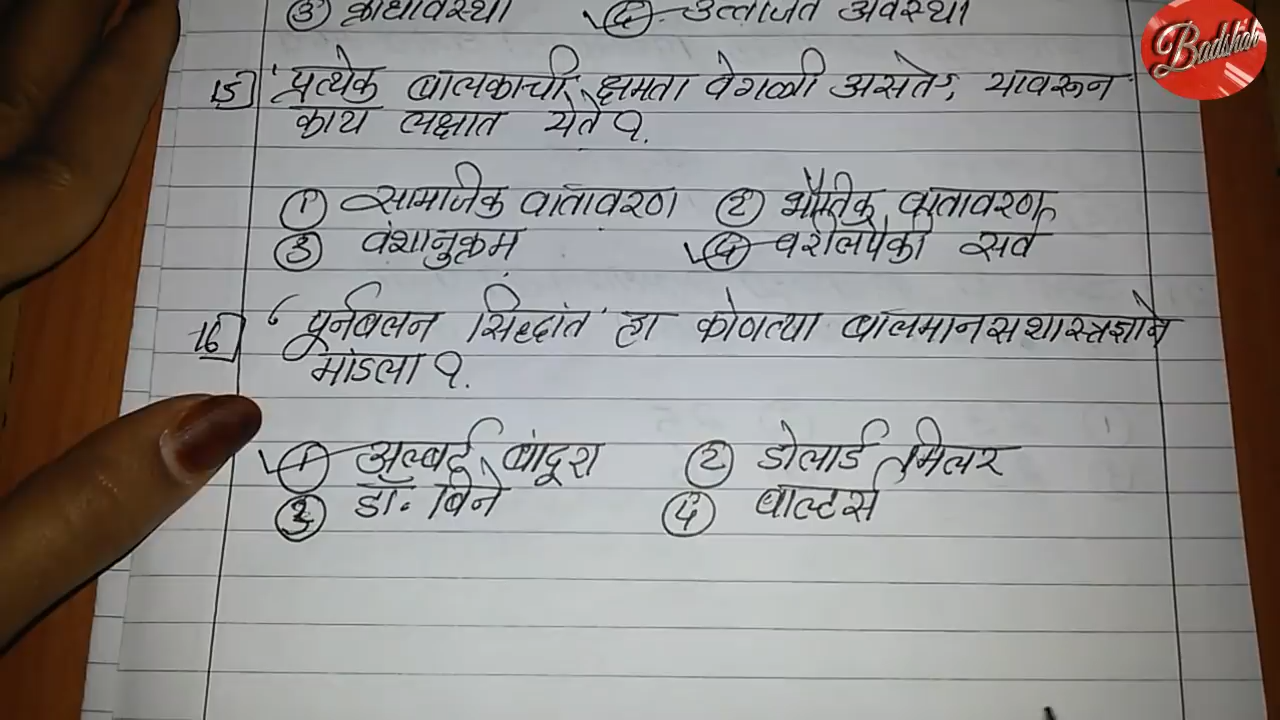 ③ क्रोधावस्था ④ उत्तेजित अवस्था
Badshah
15 'प्रत्येक बालकाची क्षमता वेगळी असते', यावरून
काय लक्षात येते ?.
① सामाजिक वातावरण ② भौतिक वातावरण
③ वंशानुक्रम ④ वरीलपैकी सर्व
16 'पूर्नबलन सिद्धांत' हा कोणत्या बालमानसशास्त्रज्ञाने
मांडला ?.
① अल्बर्ट बांदूरा ② डोलार्ड, मिलर
③ डॉ. बिने ④ वाल्टर्स